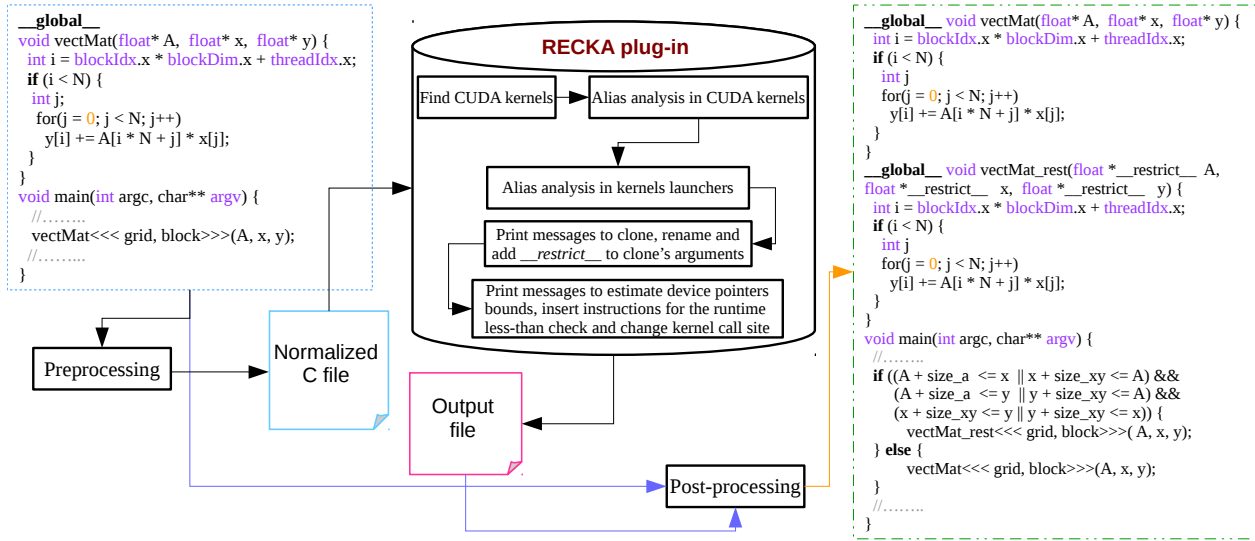 __global__
void vectMat(float* A, float* x, float* y) {
int i = blockIdx.x * blockDim.x + threadIdx.x;
if (i < N) {
int j;
for(j = 0; j < N; j++)
y[i] += A[i * N + j] * x[j];
}
}
void main(int argc, char** argv) {
//……..
vectMat<<< grid, block>>>(A, x, y);
//……...
}
Preprocessing
Normalized
C file
RECKA plug-in
Find CUDA kernels
Alias analysis in CUDA kernels
Alias analysis in kernels launchers
Print messages to clone, rename and
add __restrict__ to clone’s arguments
Print messages to estimate device pointers
bounds, insert instructions for the runtime
less-than check and change kernel call site
Output
file
Post-processing
__global__ void vectMat(float* A, float* x, float* y) {
int i = blockIdx.x * blockDim.x + threadIdx.x;
if (i < N) {
int j
for(j = 0; j < N; j++)
y[i] += A[i * N + j] * x[j];
}
}
__global__ void vectMat_rest(float *__restrict__ A,
float *__restrict__ x, float *__restrict__ y) {
int i = blockIdx.x * blockDim.x + threadIdx.x;
if (i < N) {
int j
for(j = 0; j < N; j++)
y[i] += A[i * N + j] * x[j];
}
}
void main(int argc, char** argv) {
//……..
if ((A + size_a <= x || x + size_xy <= A) &&
(A + size_a <= y || y + size_xy <= A) &&
(x + size_xy <= y || y + size_xy <= x)) {
vectMat_rest<<< grid, block>>>( A, x, y);
} else {
vectMat<<< grid, block>>>(A, x, y);
}
//……..
}